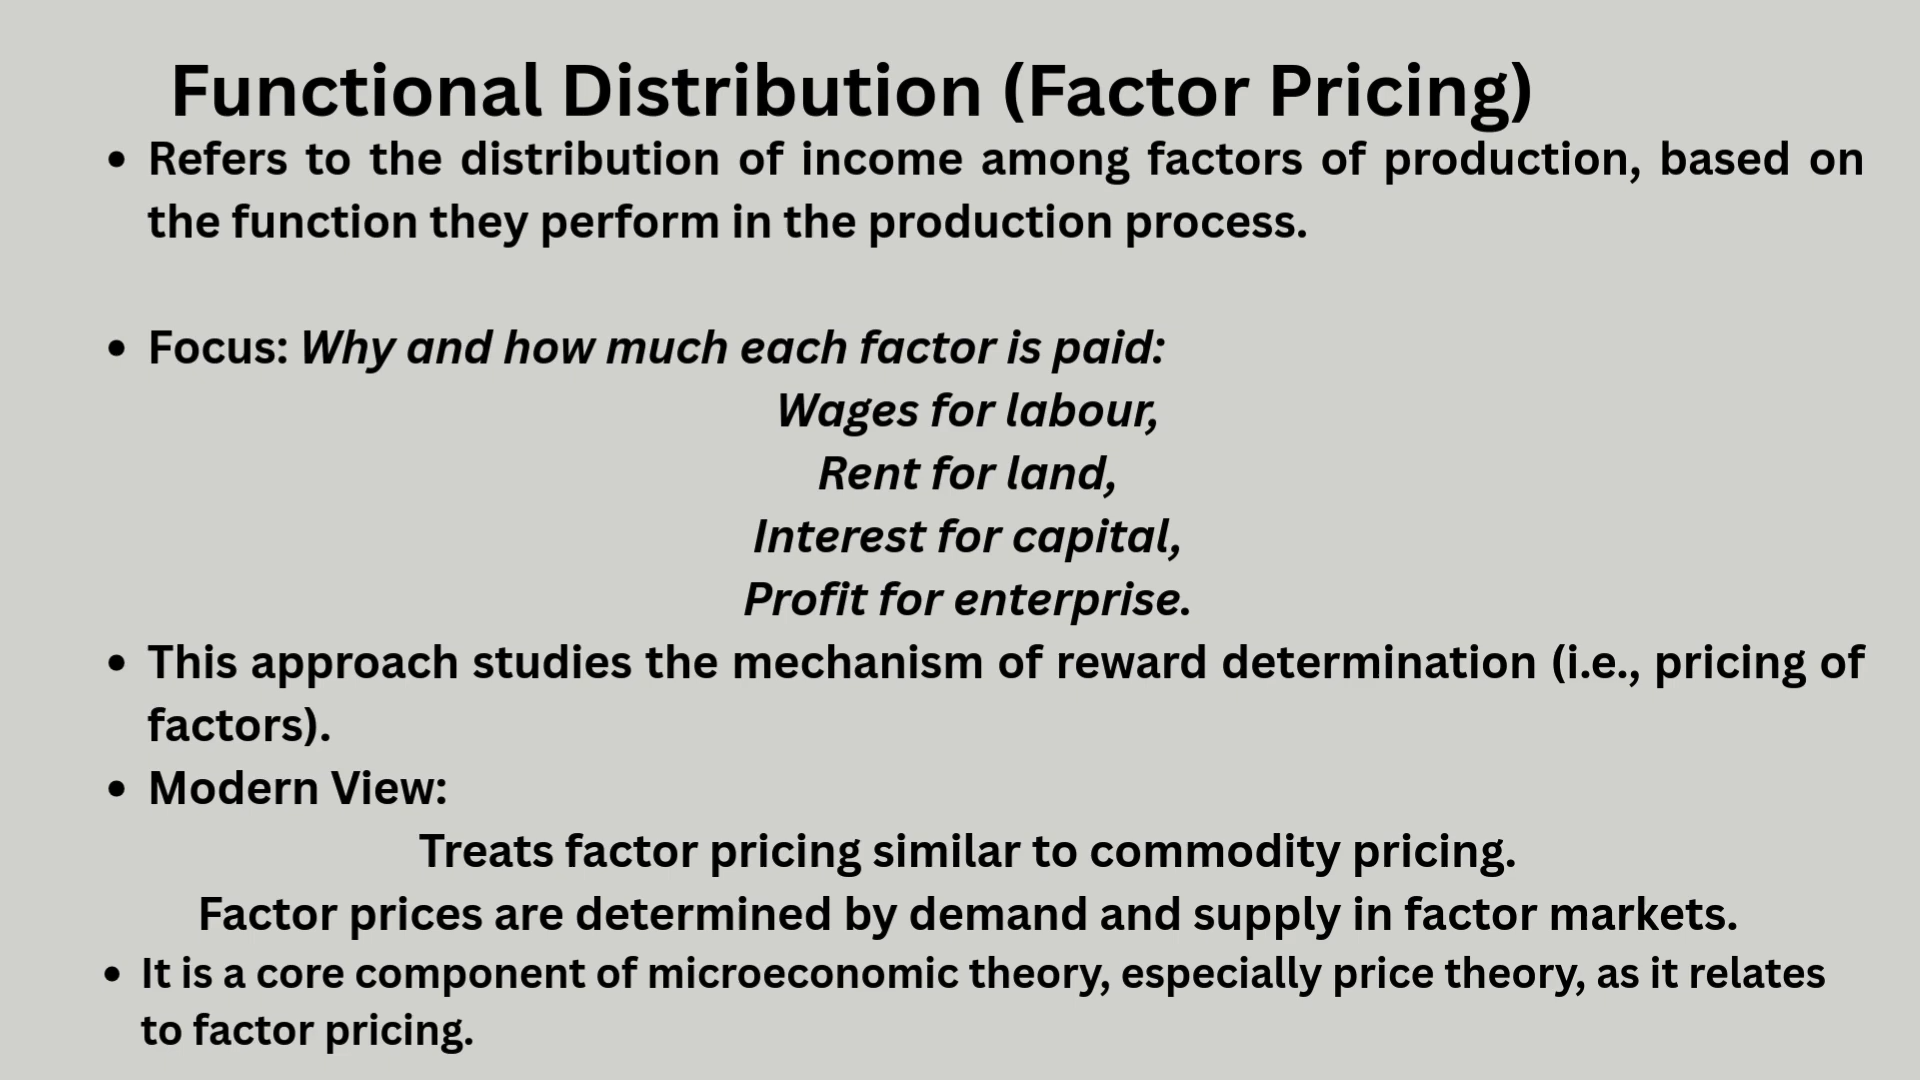 Functional Distribution (Factor Pricing)
• Refers to the distribution of income among factors of production, based on
the function they perform in the production process.
• Focus: Why and how much each factor is paid:
Wages for labour,
Rent for land,
Interest for capital,
Profit for enterprise.
• This approach studies the mechanism of reward determination (i.e., pricing of
factors).
• Modern View:
Treats factor pricing similar to commodity pricing.
Factor prices are determined by demand and supply in factor markets.
• It is a core component of microeconomic theory, especially price theory, as it relates
to factor pricing.